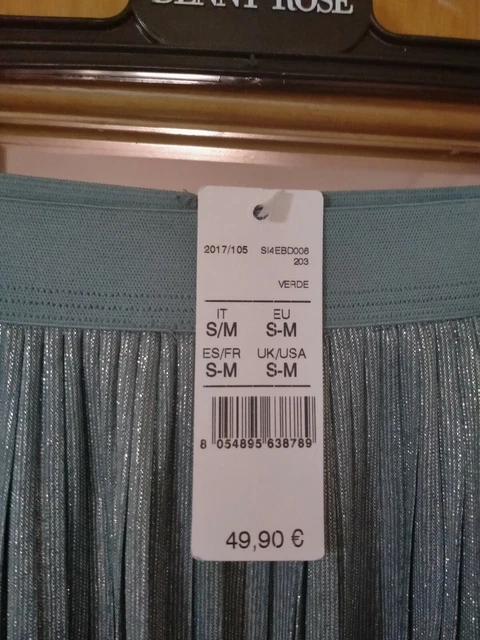 DENNY ROSE
2017/105 SI4EBD006
203
VERDE
IT EU
S/M S-M
ES/FR UK/USA
S-M S-M
8 054895 638789
49,90 €